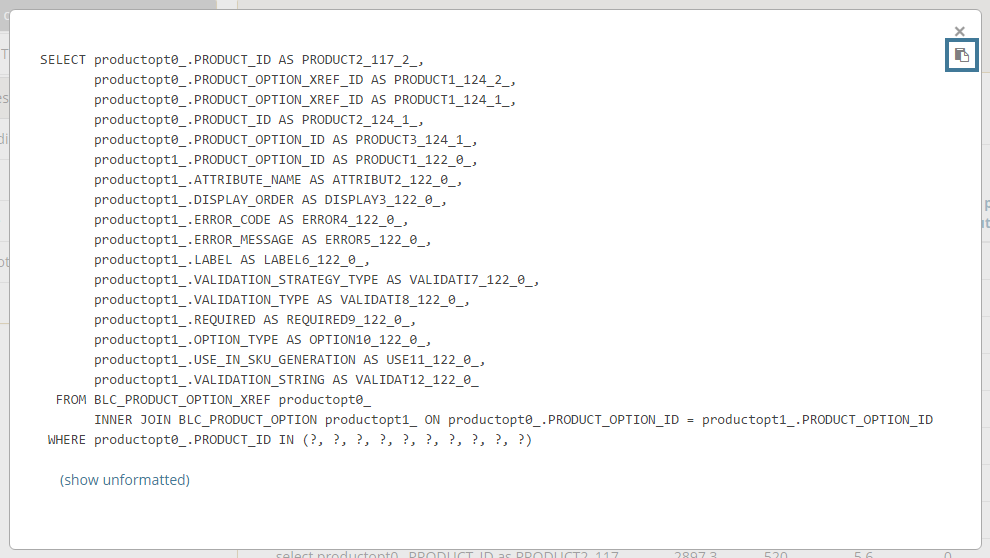 SELECT productopt0_.PRODUCT_ID AS PRODUCT2_117_2_,
productopt0_.PRODUCT_OPTION_XREF_ID AS PRODUCT1_124_2_,
productopt0_.PRODUCT_OPTION_XREF_ID AS PRODUCT1_124_1_,
productopt0_.PRODUCT_ID AS PRODUCT2_124_1_,
productopt0_.PRODUCT_OPTION_ID AS PRODUCT3_124_1_,
productopt1_.PRODUCT_OPTION_ID AS PRODUCT1_122_0_,
productopt1_.ATTRIBUTE_NAME AS ATTRIBUT2_122_0_,
productopt1_.DISPLAY_ORDER AS DISPLAY3_122_0_,
productopt1_.ERROR_CODE AS ERROR4_122_0_,
productopt1_.ERROR_MESSAGE AS ERROR5_122_0_,
productopt1_.LABEL AS LABEL6_122_0_,
productopt1_.VALIDATION_STRATEGY_TYPE AS VALIDATI7_122_0_,
productopt1_.VALIDATION_TYPE AS VALIDATI8_122_0_,
productopt1_.REQUIRED AS REQUIRED9_122_0_,
productopt1_.OPTION_TYPE AS OPTION10_122_0_,
productopt1_.USE_IN_SKU_GENERATION AS USE11_122_0_,
productopt1_.VALIDATION_STRING AS VALIDAT12_122_0_
FROM BLC_PRODUCT_OPTION_XREF productopt0_
INNER JOIN BLC_PRODUCT_OPTION productopt1_ ON productopt0_.PRODUCT_OPTION_ID = productopt1_.PRODUCT_OPTION_ID
WHERE productopt0_.PRODUCT_ID IN (?, ?, ?, ?, ?, ?, ?, ?, ?, ?)
(show unformatted)
select productopt0_.PRODUCT_ID as PRODUCT2_117_ 2897.3 520 5.6 0